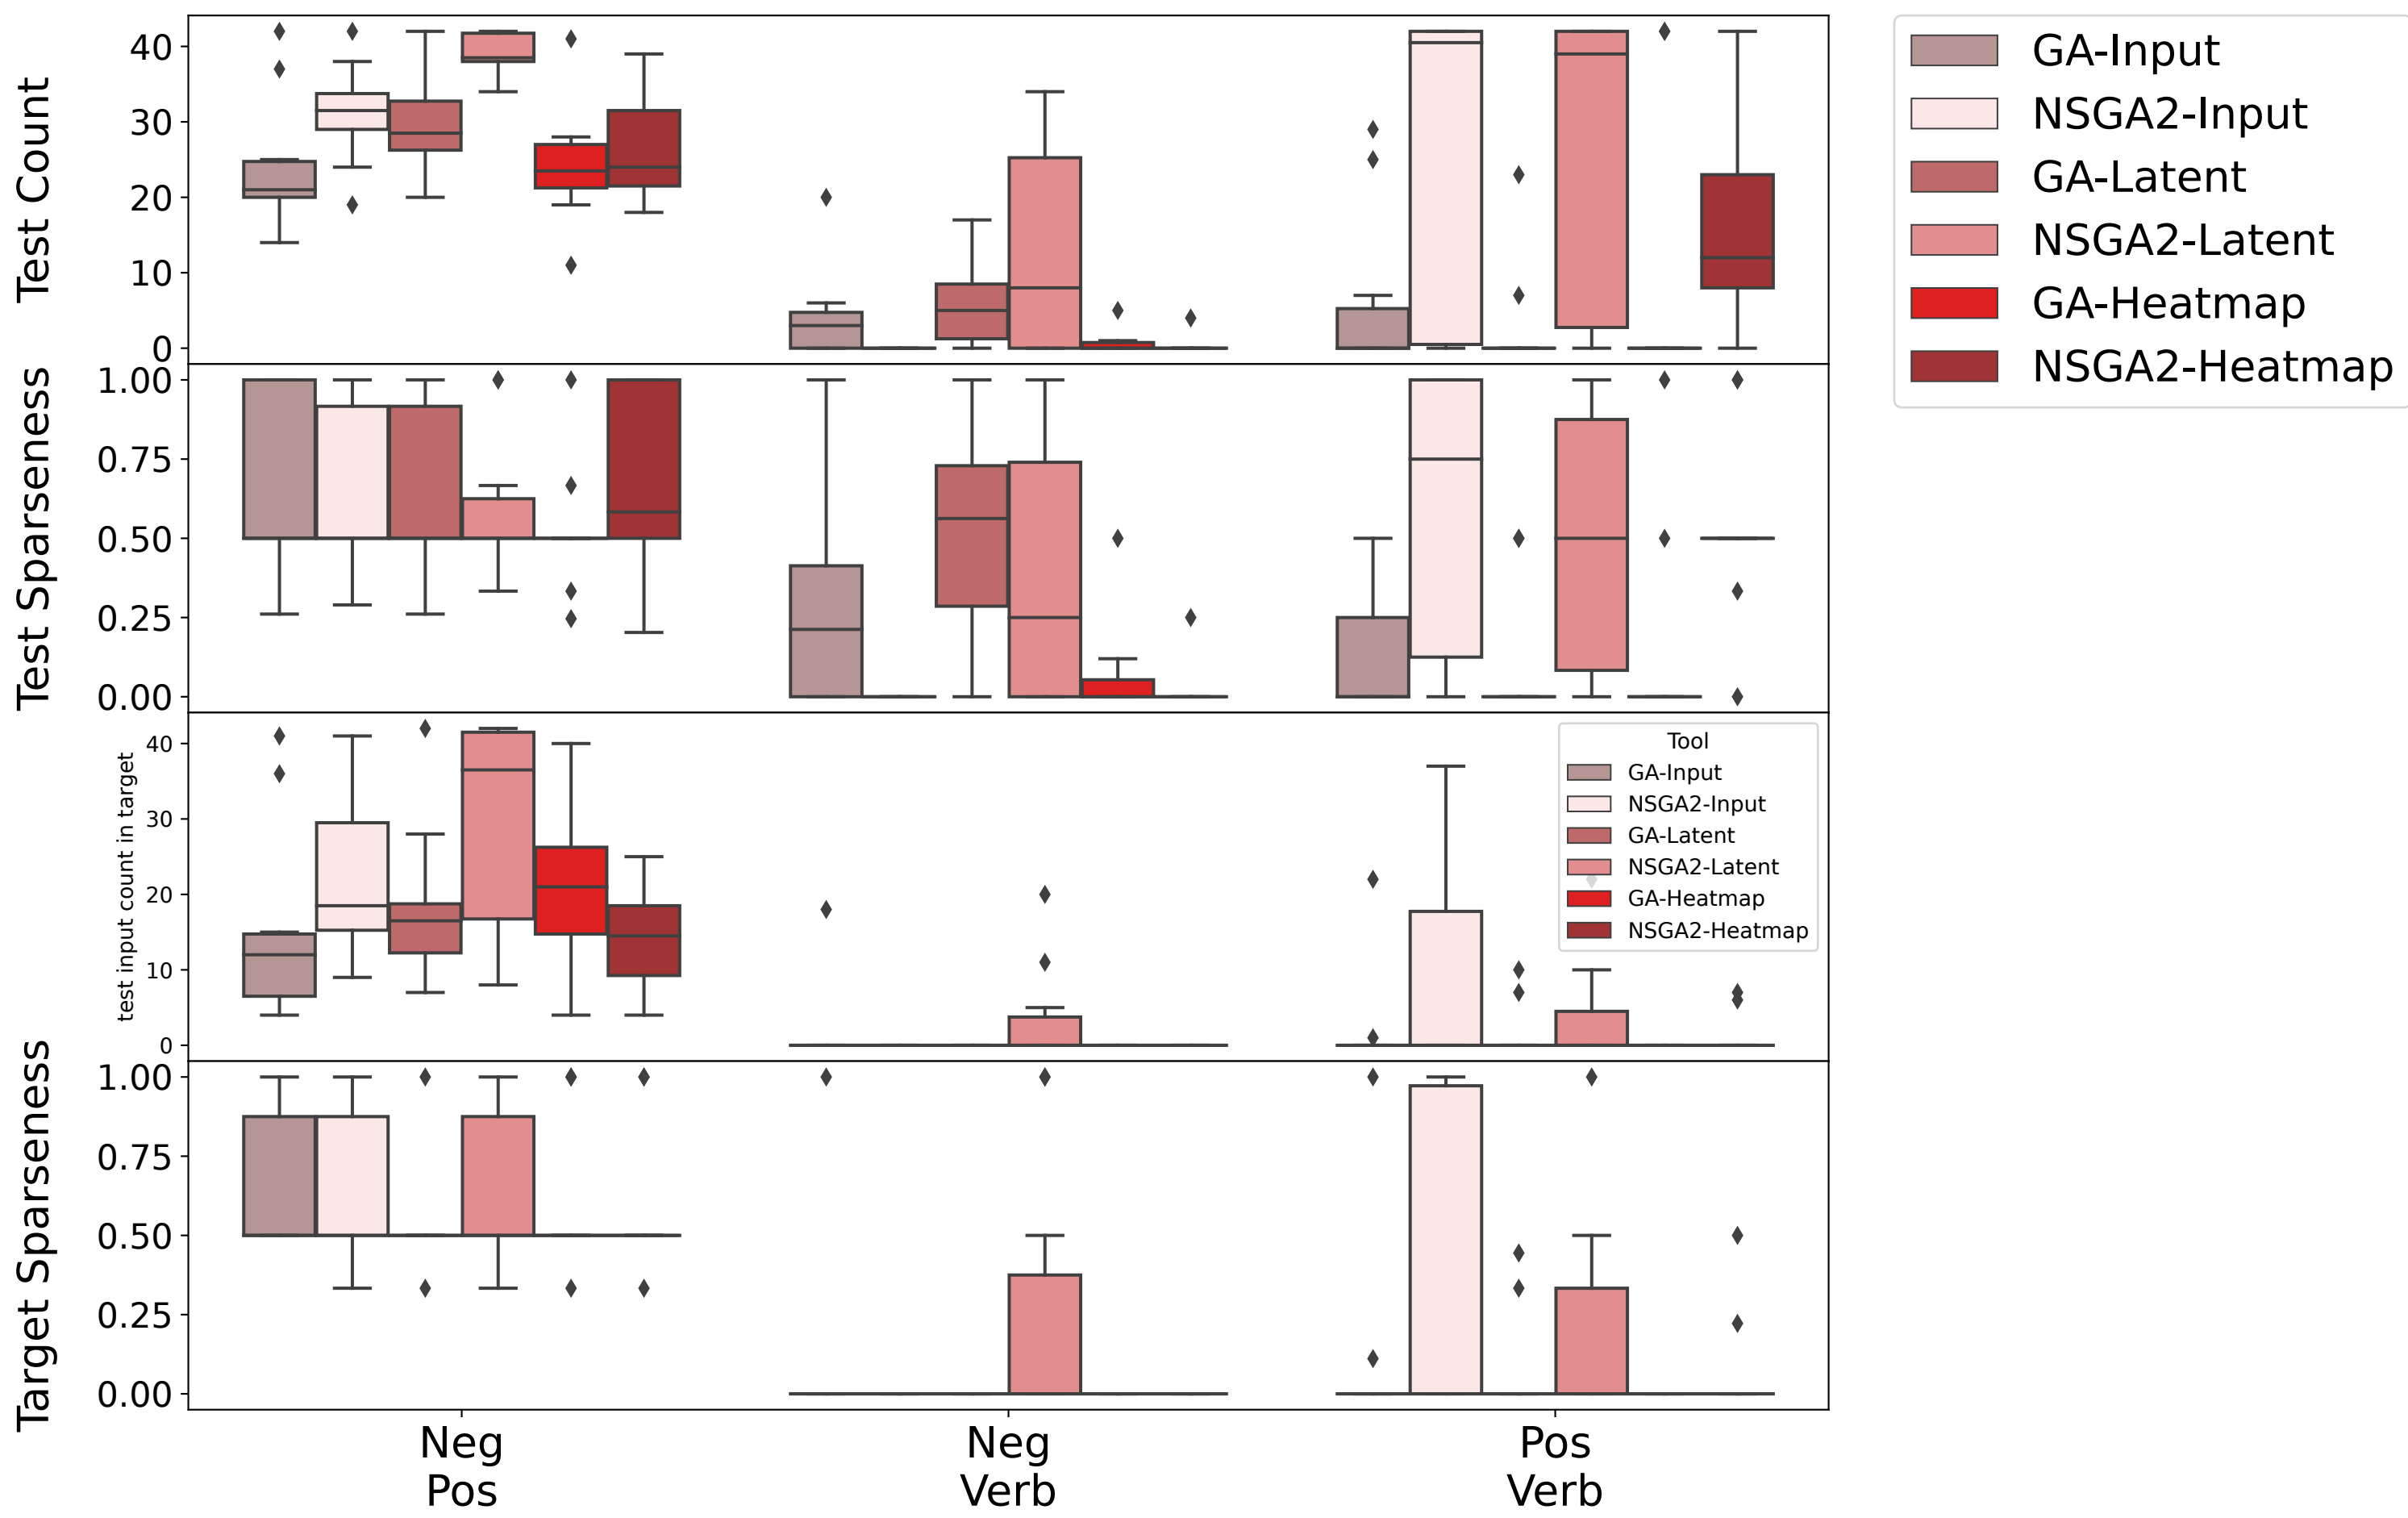 Test Count
40
30
20
10
0
Test Sparseness
1.00
0.75
0.50
0.25
0.00
test input count in target
40
30
20
10
0
Target Sparseness
1.00
0.75
0.50
0.25
0.00
Neg
Pos
Neg
Verb
Pos
Verb
Tool
GA-Input
NSGA2-Input
GA-Latent
NSGA2-Latent
GA-Heatmap
NSGA2-Heatmap
GA-Input
NSGA2-Input
GA-Latent
NSGA2-Latent
GA-Heatmap
NSGA2-Heatmap